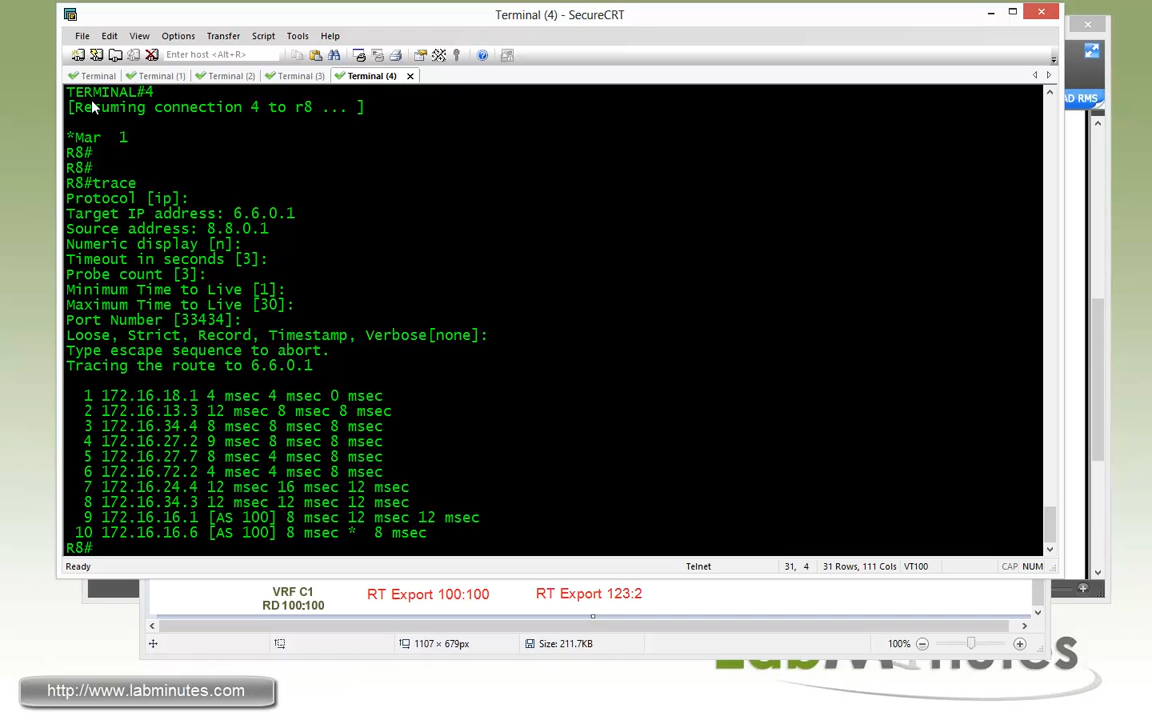 Terminal (4) - SecureCRT
File Edit View Options Transfer Script Tools Help
Enter host <Alt+R>
Terminal Terminal (1) Terminal (2) Terminal (3) Terminal (4)
AD RMS
TERMINAL#4
[Resuming connection 4 to r8 ... ]
*Mar  1
R8#
R8#
R8#trace
Protocol [ip]:
Target IP address: 6.6.0.1
Source address: 8.8.0.1
Numeric display [n]:
Timeout in seconds [3]:
Probe count [3]:
Minimum Time to Live [1]:
Maximum Time to Live [30]:
Port Number [33434]:
Loose, Strict, Record, Timestamp, Verbose[none]:
Type escape sequence to abort.
Tracing the route to 6.6.0.1
1 172.16.18.1 4 msec 4 msec 0 msec
2 172.16.13.3 12 msec 8 msec 8 msec
3 172.16.34.4 8 msec 8 msec 8 msec
4 172.16.27.2 9 msec 8 msec 8 msec
5 172.16.27.7 8 msec 4 msec 8 msec
6 172.16.72.2 4 msec 4 msec 8 msec
7 172.16.24.4 12 msec 16 msec 12 msec
8 172.16.34.3 12 msec 12 msec 12 msec
9 172.16.16.1 [AS 100] 8 msec 12 msec 12 msec
10 172.16.16.6 [AS 100] 8 msec *  8 msec
R8#
Ready Telnet 31, 4 31 Rows, 111 Cols VT100 CAP NUM
VRF C1 RT Export 100:100 RT Export 123:2
RD 100:100
1107 × 679px Size: 211.7KB 100%
LabMinutes
http://www.labminutes.com